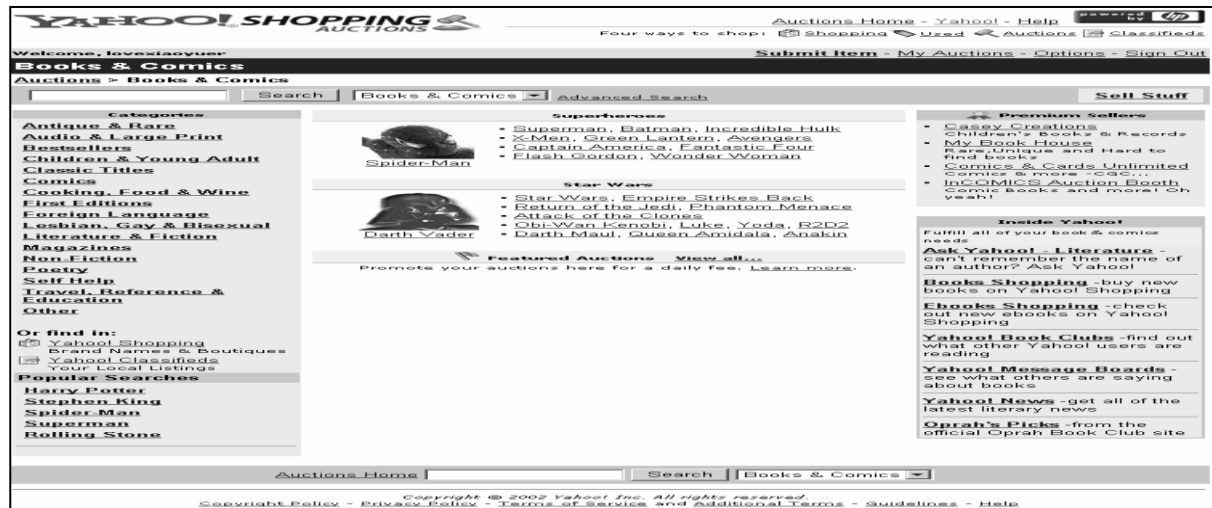 YAHOO! SHOPPING
AUCTIONS
Auctions Home - Yahoo! - Help
powered by hp
Four ways to shop: Shopping Used Auctions Classifieds
Welcome, lovexiaoyuer
Submit Item - My Auctions - Options - Sign Out
Books & Comics
Auctions > Books & Comics
Search Books & Comics Advanced Search
Sell Stuff
Categories
Antique & Rare
Audio & Large Print
Bestsellers
Children & Young Adult
Classic Titles
Comics
Cooking, Food & Wine
First Editions
Foreign Language
Lesbian, Gay & Bisexual
Literature & Fiction
Magazines
Non-Fiction
Poetry
Self Help
Travel, Reference &
Education
Other
Or find in:
Yahoo! Shopping
Brand Names & Boutiques
Yahoo! Classifieds
Your Local Listings
Popular Searches
Harry Potter
Stephen King
Spider-Man
Superman
Rolling Stone
Superheroes
Spider-Man
• Superman, Batman, Incredible Hulk
• X-Men, Green Lantern, Avengers
• Captain America, Fantastic Four
• Flash Gordon, Wonder Woman
Star Wars
Darth Vader
• Star Wars, Empire Strikes Back
• Return of the Jedi, Phantom Menace
• Attack of the Clones
• Obi-Wan Kenobi, Luke, Yoda, R2D2
• Darth Maul, Queen Amidala, Anakin
Featured Auctions View all...
Promote your auctions here for a daily fee. Learn more.
Premium Sellers
• Casey Creations
Children's Books & Records
• My Book House
Rare,Unique and Hard to
find books
• Comics & Cards Unlimited
Comics & more -CGC...
• InCOMICS Auction Booth
Comic Books and more! Oh
yeah!
Inside Yahoo!
Fulfill all of your book & comics
needs
Ask Yahoo! - Literature -
can't remember the name of
an author? Ask Yahoo!
Books Shopping -buy new
books on Yahoo! Shopping
Ebooks Shopping -check
out new ebooks on Yahoo!
Shopping
Yahoo! Book Clubs -find out
what other Yahoo! users are
reading
Yahoo! Message Boards -
see what others are saying
about books
Yahoo! News -get all of the
latest literary news
Oprah's Picks -from the
official Oprah Book Club site
Auctions Home Search Books & Comics
Copyright © 2002 Yahoo! Inc. All rights reserved.
Copyright Policy - Privacy Policy - Terms of Service and Additional Terms - Guidelines - Help